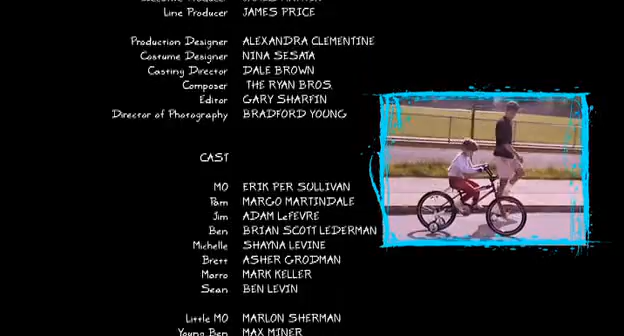 Line Producer JAMES PRICE
Production Designer ALEXANDRA CLEMENTINE
Costume Designer NINA SESATA
Casting Director DALE BROWN
Composer THE RYAN BROS.
Editor GARY SHARFIN
Director of Photography BRADFORD YOUNG
CAST
MO ERIK PER SULLIVAN
Pam MARGO MARTINDALE
Jim ADAM LeFEVRE
Ben BRIAN SCOTT LEDERMAN
Michelle SHAYNA LEVINE
Brett ASHER GRODMAN
Marro MARK KELLER
Sean BEN LEVIN
Little MO MARLON SHERMAN
Young Ben MAX MINER